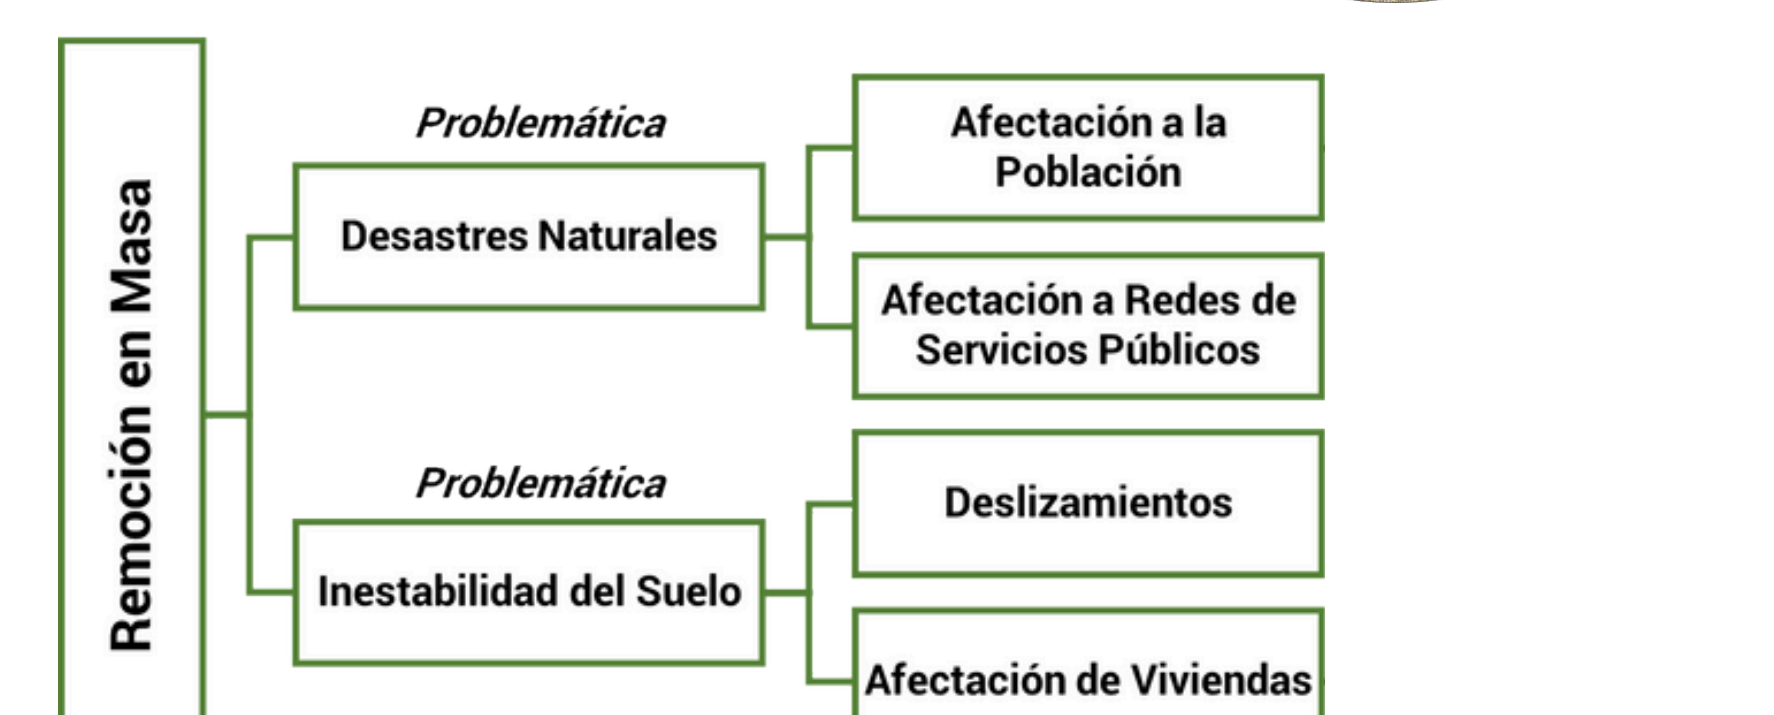 Remoción en Masa
Problemática
Desastres Naturales
Afectación a la
Población
Afectación a Redes de
Servicios Públicos
Problemática
Inestabilidad del Suelo
Deslizamientos
Afectación de Viviendas